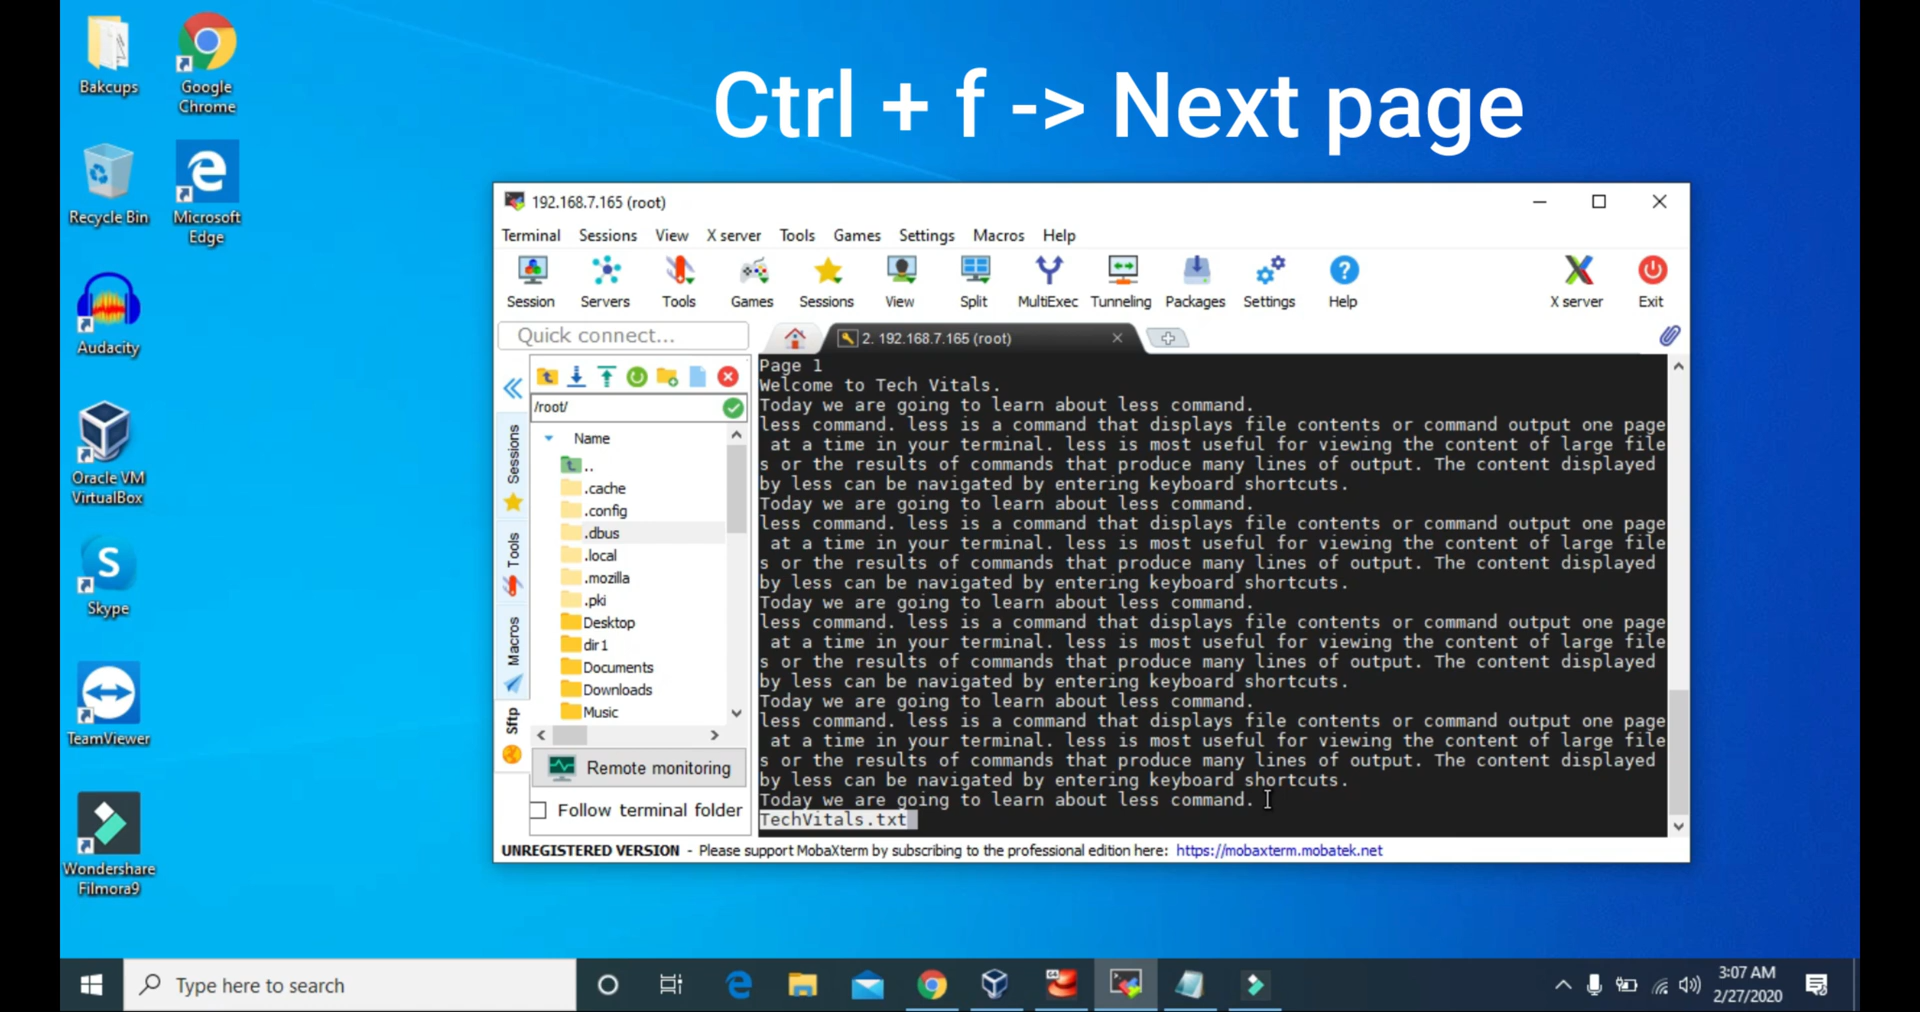 Bakcups
Google
Chrome
Recycle Bin
Microsoft
Edge
Audacity
Oracle VM
VirtualBox
S
Skype
TeamViewer
Wondershare
Filmora9
Ctrl + f -> Next page
192.168.7.165 (root)
Terminal Sessions View X server Tools Games Settings Macros Help
Session Servers Tools Games Sessions View Split MultiExec Tunneling Packages Settings Help X server Exit
Quick connect...
2. 192.168.7.165 (root)
/root/
Name
..
.cache
.config
.dbus
.local
.mozilla
.pki
Desktop
dir1
Documents
Downloads
Music
Sessions
Tools
Macros
Sftp
Remote monitoring
Follow terminal folder
Page 1
Welcome to Tech Vitals.
Today we are going to learn about less command.
less command. less is a command that displays file contents or command output one page
at a time in your terminal. less is most useful for viewing the content of large file
s or the results of commands that produce many lines of output. The content displayed
by less can be navigated by entering keyboard shortcuts.
Today we are going to learn about less command.
less command. less is a command that displays file contents or command output one page
at a time in your terminal. less is most useful for viewing the content of large file
s or the results of commands that produce many lines of output. The content displayed
by less can be navigated by entering keyboard shortcuts.
Today we are going to learn about less command.
less command. less is a command that displays file contents or command output one page
at a time in your terminal. less is most useful for viewing the content of large file
s or the results of commands that produce many lines of output. The content displayed
by less can be navigated by entering keyboard shortcuts.
Today we are going to learn about less command.
less command. less is a command that displays file contents or command output one page
at a time in your terminal. less is most useful for viewing the content of large file
s or the results of commands that produce many lines of output. The content displayed
by less can be navigated by entering keyboard shortcuts.
Today we are going to learn about less command.
TechVitals.txt
UNREGISTERED VERSION - Please support MobaXterm by subscribing to the professional edition here: https://mobaxterm.mobatek.net
Type here to search
64
3:07 AM
2/27/2020